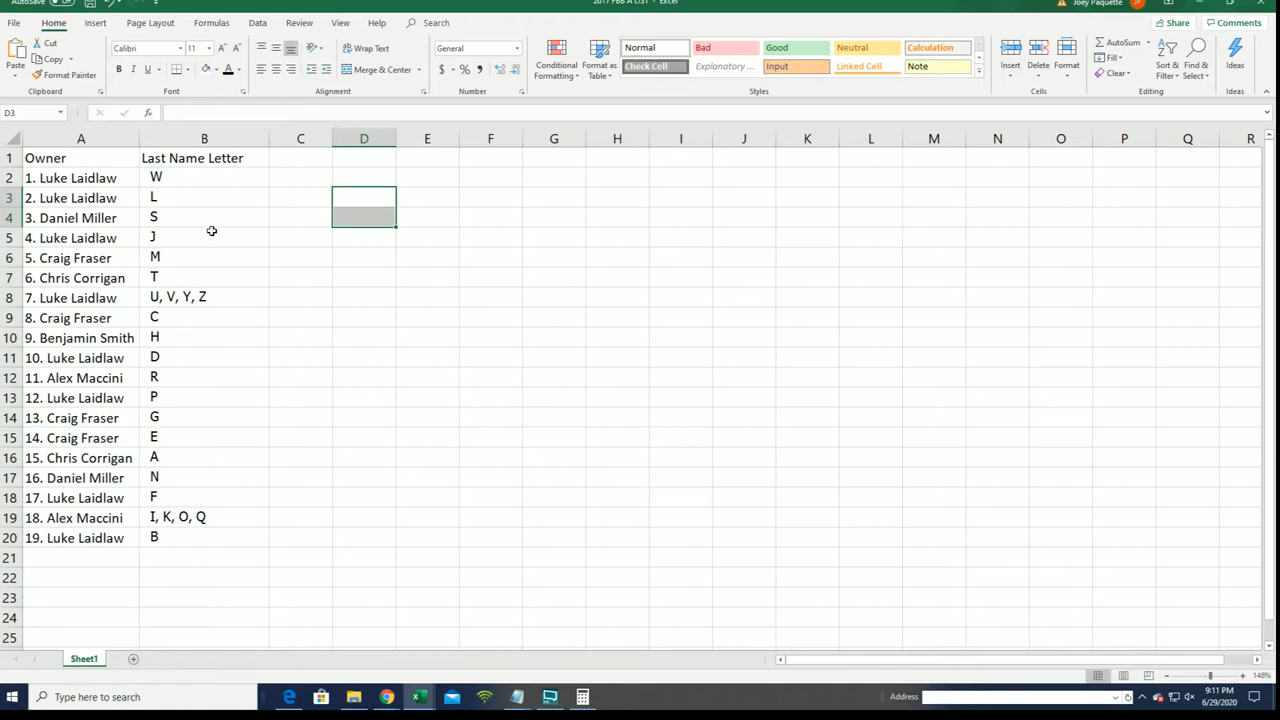 AutoSave Off 2017 FBB A LIST - Excel Joey Paquette JP
File Home Insert Page Layout Formulas Data Review View Help Search Share Comments
Paste Cut Copy Format Painter Clipboard
Calibri 11 A A B I U A Font
Wrap Text Merge & Center Alignment
General $ % , Number
Conditional Formatting Format as Table
Normal Bad Good Neutral Calculation
Check Cell Explanatory ... Input Linked Cell Note
Styles
Insert Delete Format Cells
AutoSum Fill Clear Sort & Filter Find & Select Editing
Ideas Ideas
D3 fx
A B C D E F G H I J K L M N O P Q R
1 Owner Last Name Letter
2 1. Luke Laidlaw W
3 2. Luke Laidlaw L
4 3. Daniel Miller S
5 4. Luke Laidlaw J
6 5. Craig Fraser M
7 6. Chris Corrigan T
8 7. Luke Laidlaw U, V, Y, Z
9 8. Craig Fraser C
10 9. Benjamin Smith H
11 10. Luke Laidlaw D
12 11. Alex Maccini R
13 12. Luke Laidlaw P
14 13. Craig Fraser G
15 14. Craig Fraser E
16 15. Chris Corrigan A
17 16. Daniel Miller N
18 17. Luke Laidlaw F
19 18. Alex Maccini I, K, O, Q
20 19. Luke Laidlaw B
21
22
23
24
25
Sheet1
148%
Type here to search Address 9:11 PM
6/29/2020